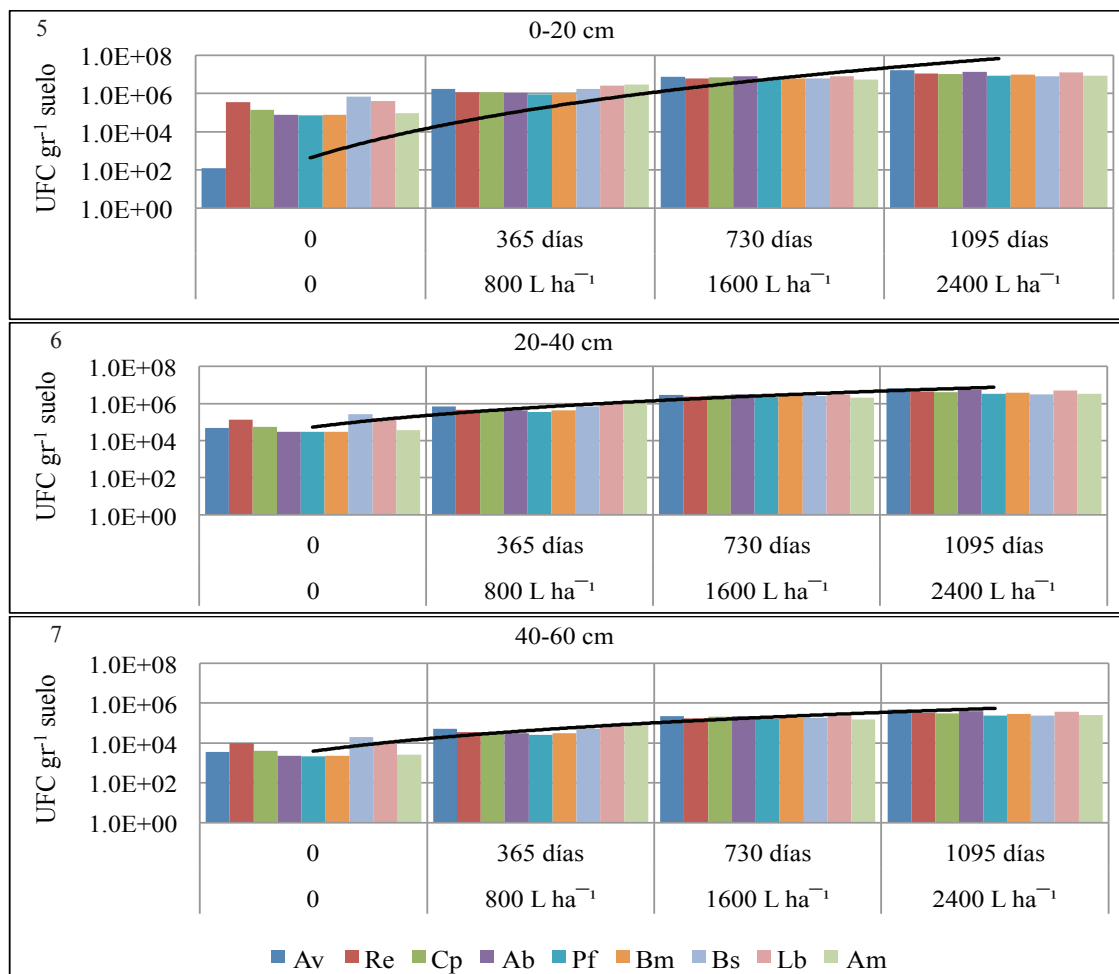 5
0-20 cm
1.0E+08
1.0E+06
1.0E+04
1.0E+02
1.0E+00
UFC gr⁻¹ suelo
0 365 días 730 días 1095 días
0 800 L ha⁻¹ 1600 L ha⁻¹ 2400 L ha⁻¹
6
20-40 cm
1.0E+08
1.0E+06
1.0E+04
1.0E+02
1.0E+00
UFC gr⁻¹ suelo
0 365 días 730 días 1095 días
0 800 L ha⁻¹ 1600 L ha⁻¹ 2400 L ha⁻¹
7
40-60 cm
1.0E+08
1.0E+06
1.0E+04
1.0E+02
1.0E+00
UFC gr⁻¹ suelo
0 365 días 730 días 1095 días
0 800 L ha⁻¹ 1600 L ha⁻¹ 2400 L ha⁻¹
Av Re Cp Ab Pf Bm Bs Lb Am